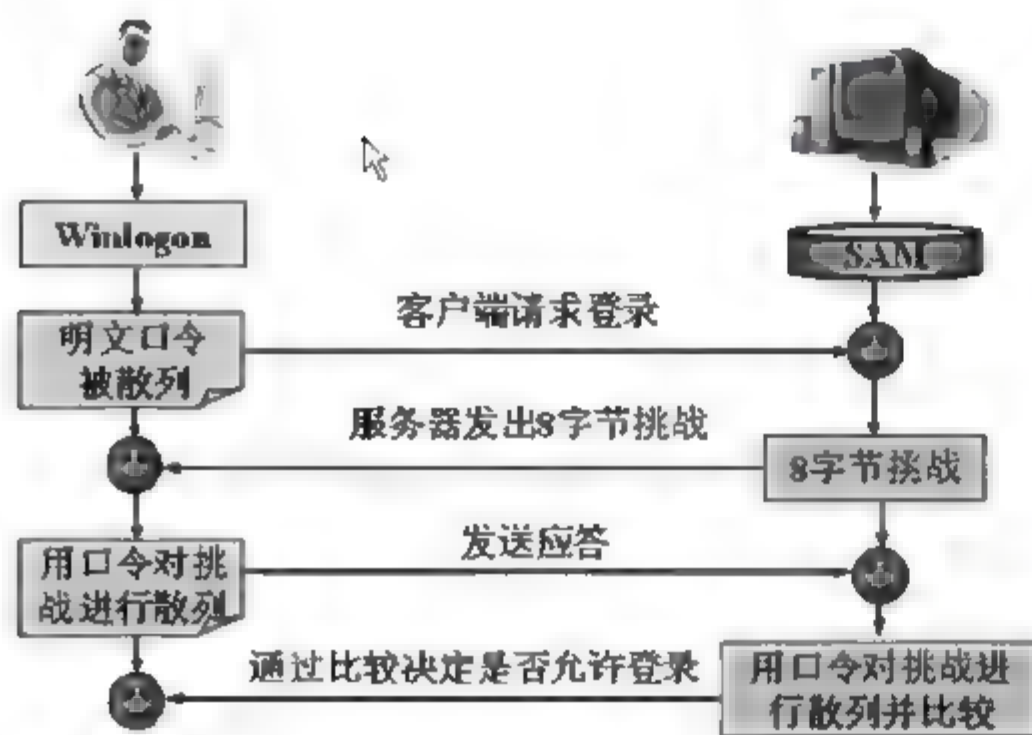 Winlogon
SAM
客户端请求登录
明文口令
被散列
服务器发出8字节挑战
8字节挑战
发送应答
用口令对挑
战进行散列
通过比较决定是否允许登录
用口令对挑战进
行散列并比较